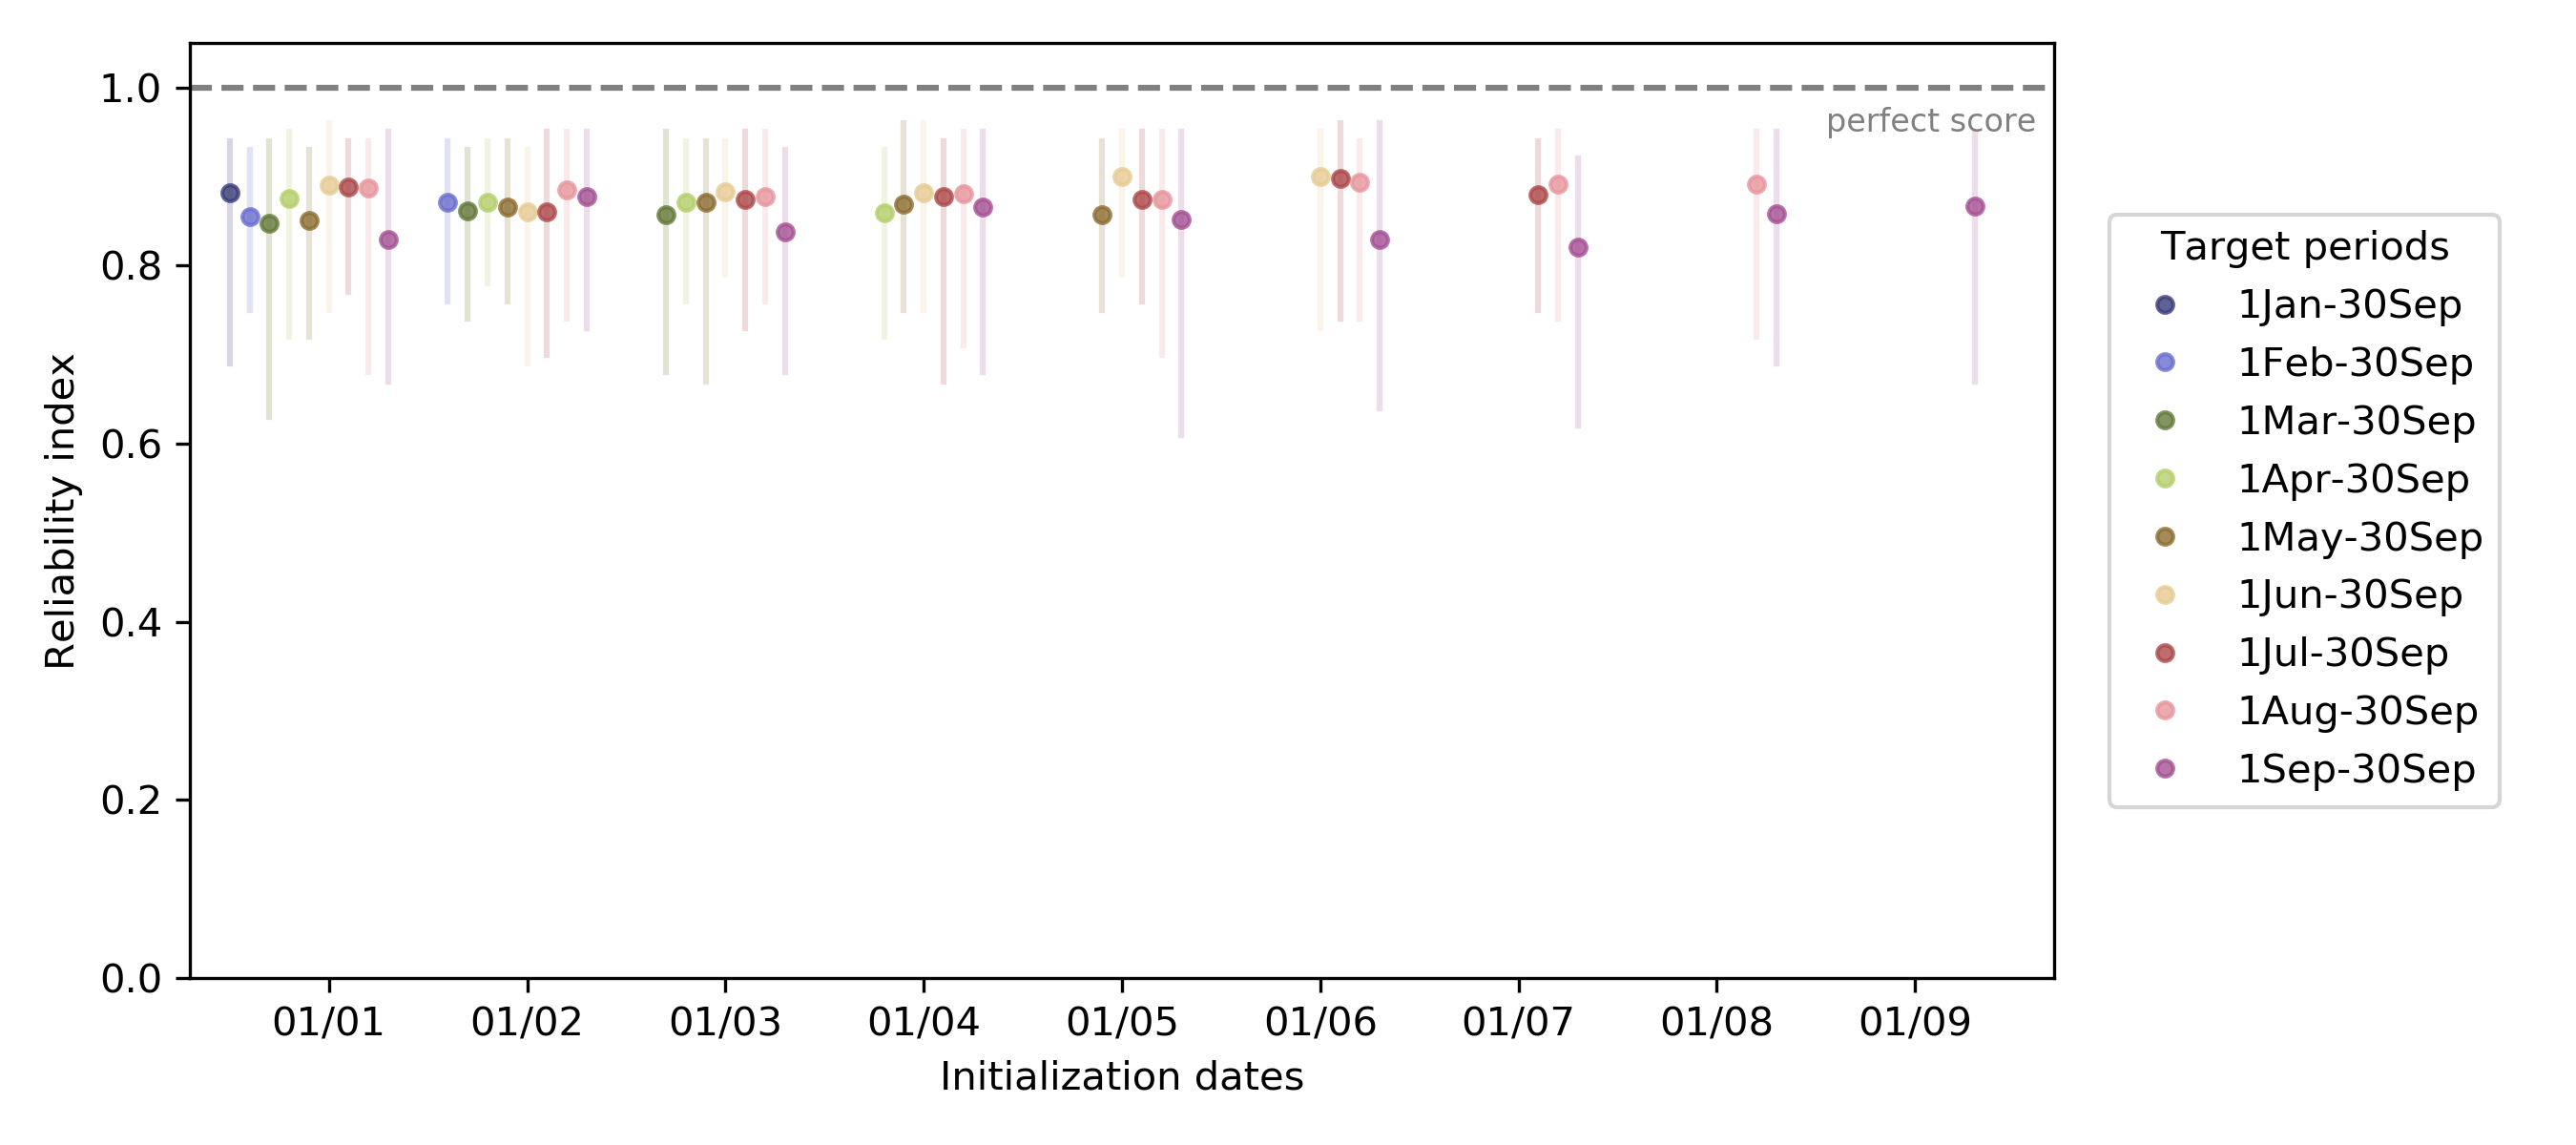 1.0
0.8
0.6
0.4
0.2
0.0
Reliability index
perfect score
01/01 01/02 01/03 01/04 01/05 01/06 01/07 01/08 01/09
Initialization dates
Target periods
1Jan-30Sep
1Feb-30Sep
1Mar-30Sep
1Apr-30Sep
1May-30Sep
1Jun-30Sep
1Jul-30Sep
1Aug-30Sep
1Sep-30Sep